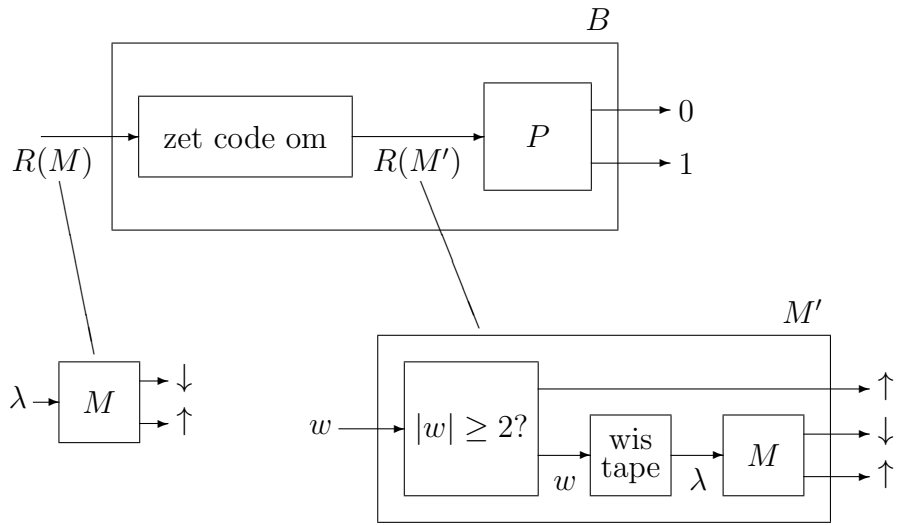 B
zet code om
P
0
1
R(M)
R(M′)
M′
λ
M
↓
↑
w
|w| ≥ 2?
w
wis
tape
λ
M
↑
↓
↑